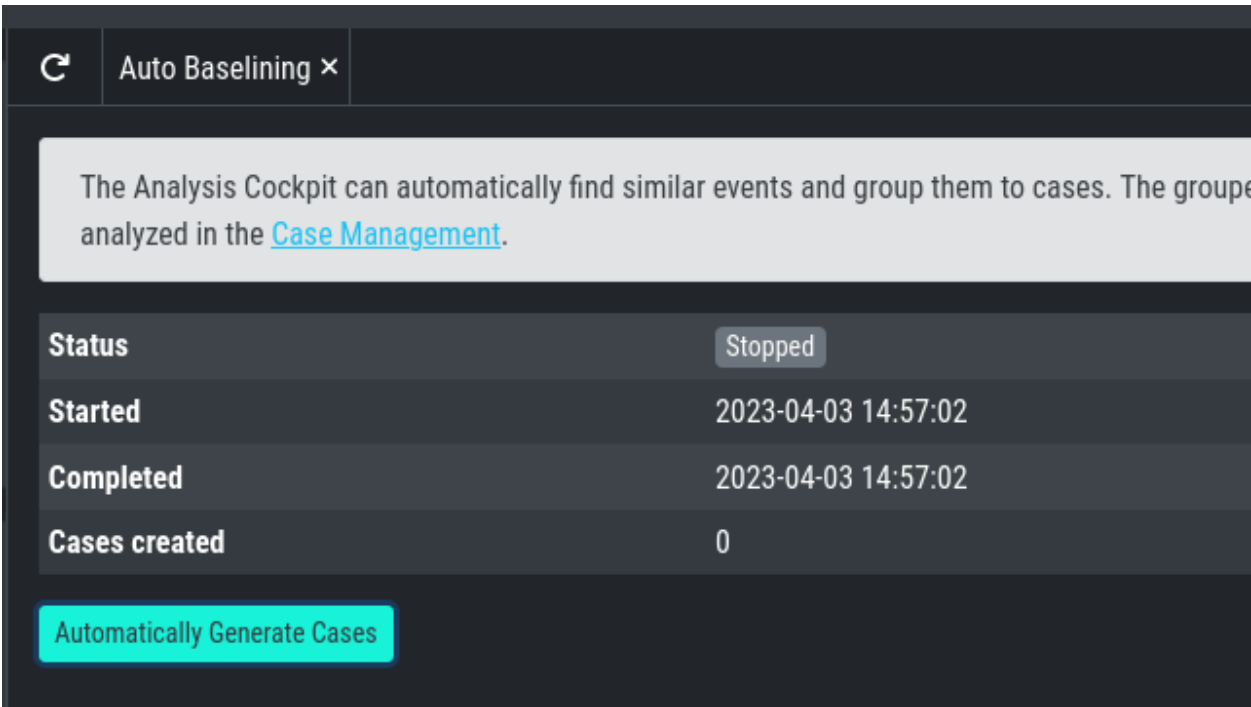 Auto Baselining ×
The Analysis Cockpit can automatically find similar events and group them to cases. The groupe
analyzed in the Case Management.
Status Stopped
Started 2023-04-03 14:57:02
Completed 2023-04-03 14:57:02
Cases created 0
Automatically Generate Cases